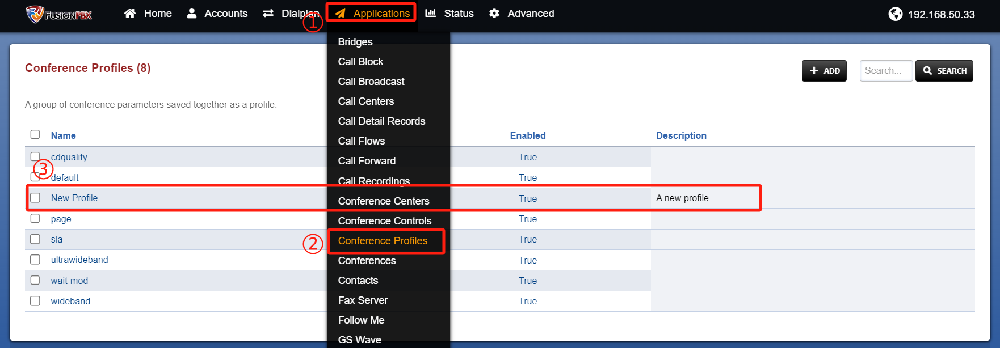 FUSIONPBX Home Accounts Dialplan Applications Status Advanced 192.168.50.33
①
Bridges
Call Block
Call Broadcast
Call Centers
Call Detail Records
Call Flows
Call Forward
Call Recordings
Conference Centers
Conference Controls
② Conference Profiles
Conferences
Contacts
Fax Server
Follow Me
GS Wave
Conference Profiles (8)
ADD Search... SEARCH
A group of conference parameters saved together as a profile.
Name Enabled Description
cdquality True
③
default True
New Profile True A new profile
page True
sla True
ultrawideband True
wait-mod True
wideband True